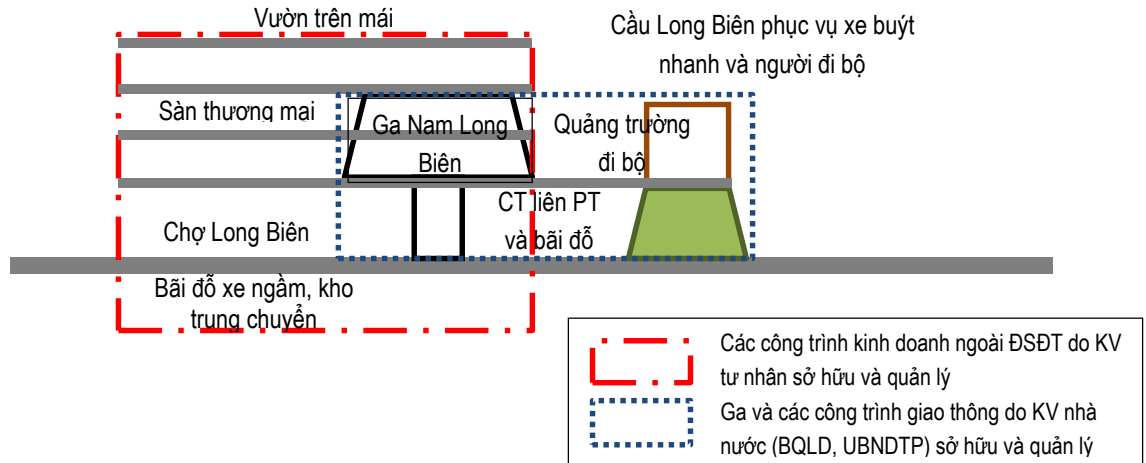 Vườn trên mái
Cầu Long Biên phục vụ xe buýt
nhanh và người đi bộ
Sàn thương mại
Ga Nam Long
Biên
Quảng trường
đi bộ
Chợ Long Biên
CT liên PT
và bãi đỗ
Bãi đỗ xe ngầm, kho
trung chuyển
Các công trình kinh doanh ngoài ĐSĐT do KV
tư nhân sở hữu và quản lý
Ga và các công trình giao thông do KV nhà
nước (BQLD, UBNDTP) sở hữu và quản lý